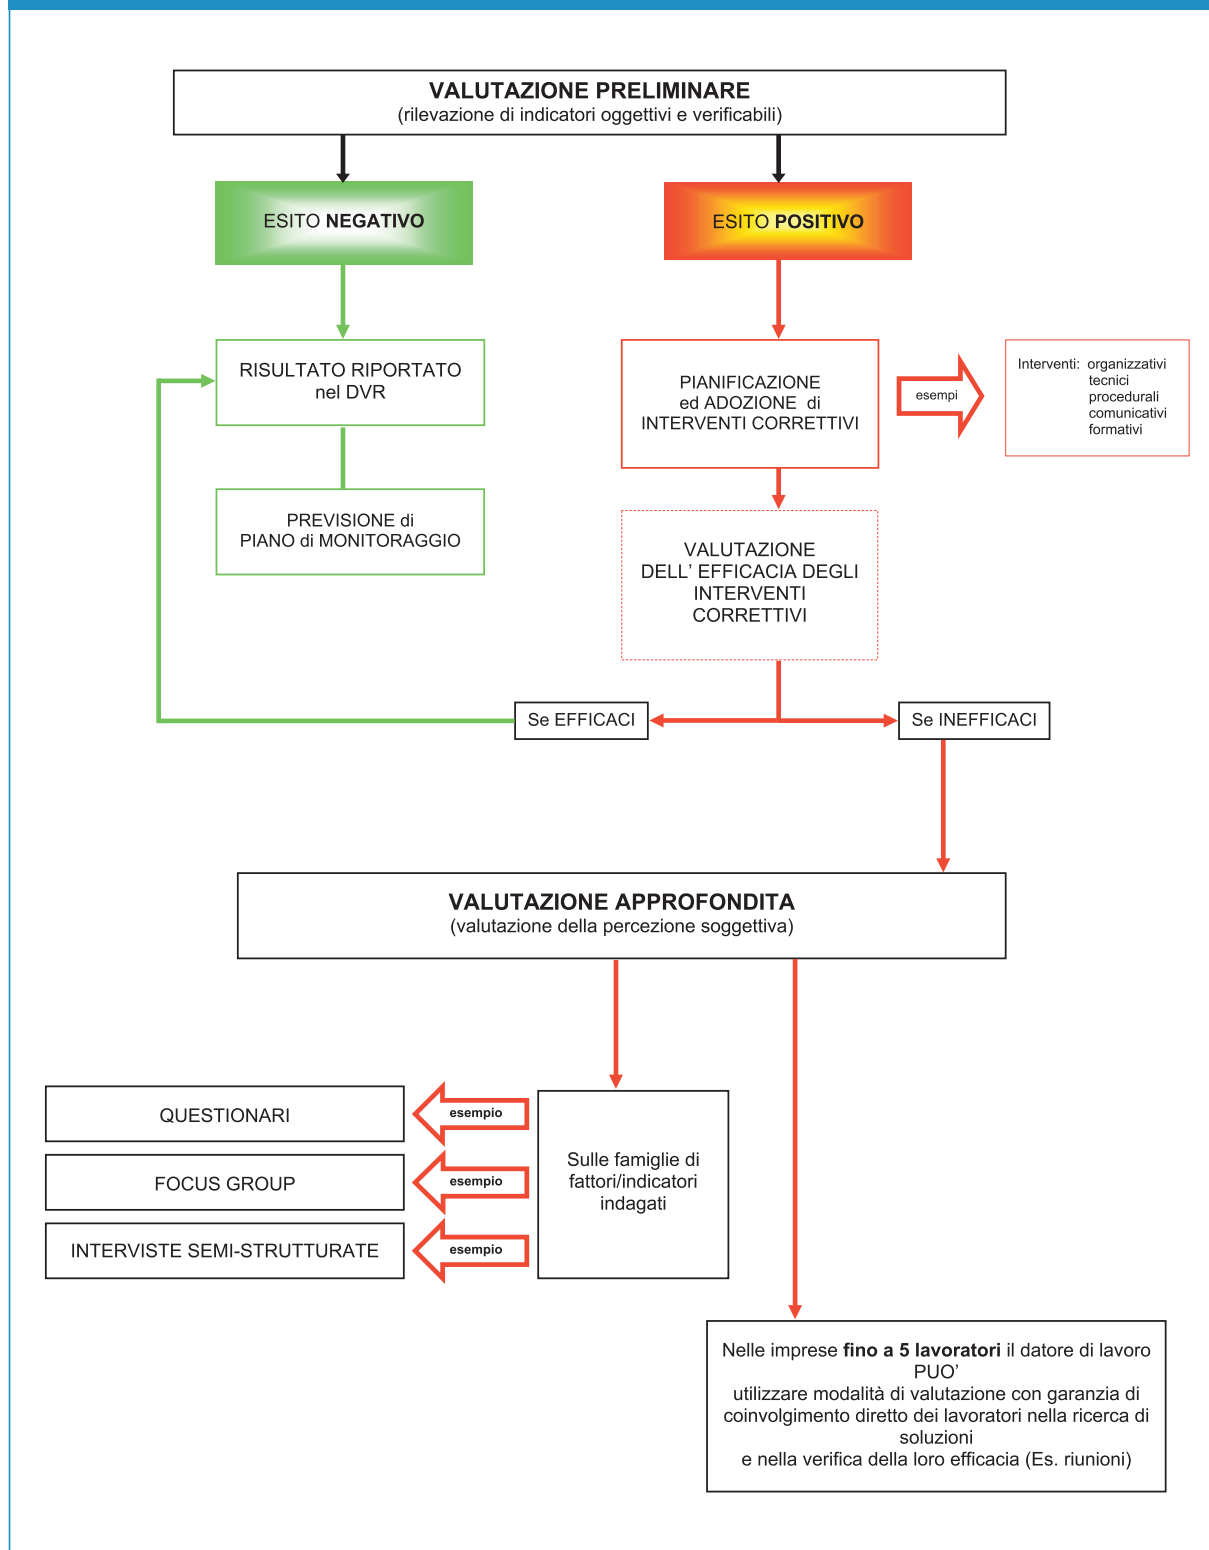 VALUTAZIONE PRELIMINARE
(rilevazione di indicatori oggettivi e verificabili)
ESITO NEGATIVO
ESITO POSITIVO
RISULTATO RIPORTATO
nel DVR
PIANIFICAZIONE
ed ADOZIONE di
INTERVENTI CORRETTIVI
esempi
Interventi: organizzativi
tecnici
procedurali
comunicativi
formativi
PREVISIONE di
PIANO di MONITORAGGIO
VALUTAZIONE
DELL' EFFICACIA DEGLI
INTERVENTI
CORRETTIVI
Se EFFICACI
Se INEFFICACI
VALUTAZIONE APPROFONDITA
(valutazione della percezione soggettiva)
QUESTIONARI
esempio
FOCUS GROUP
esempio
INTERVISTE SEMI-STRUTTURATE
esempio
Sulle famiglie di
fattori/indicatori
indagati
Nelle imprese fino a 5 lavoratori il datore di lavoro
PUO'
utilizzare modalità di valutazione con garanzia di
coinvolgimento diretto dei lavoratori nella ricerca di
soluzioni
e nella verifica della loro efficacia (Es. riunioni)